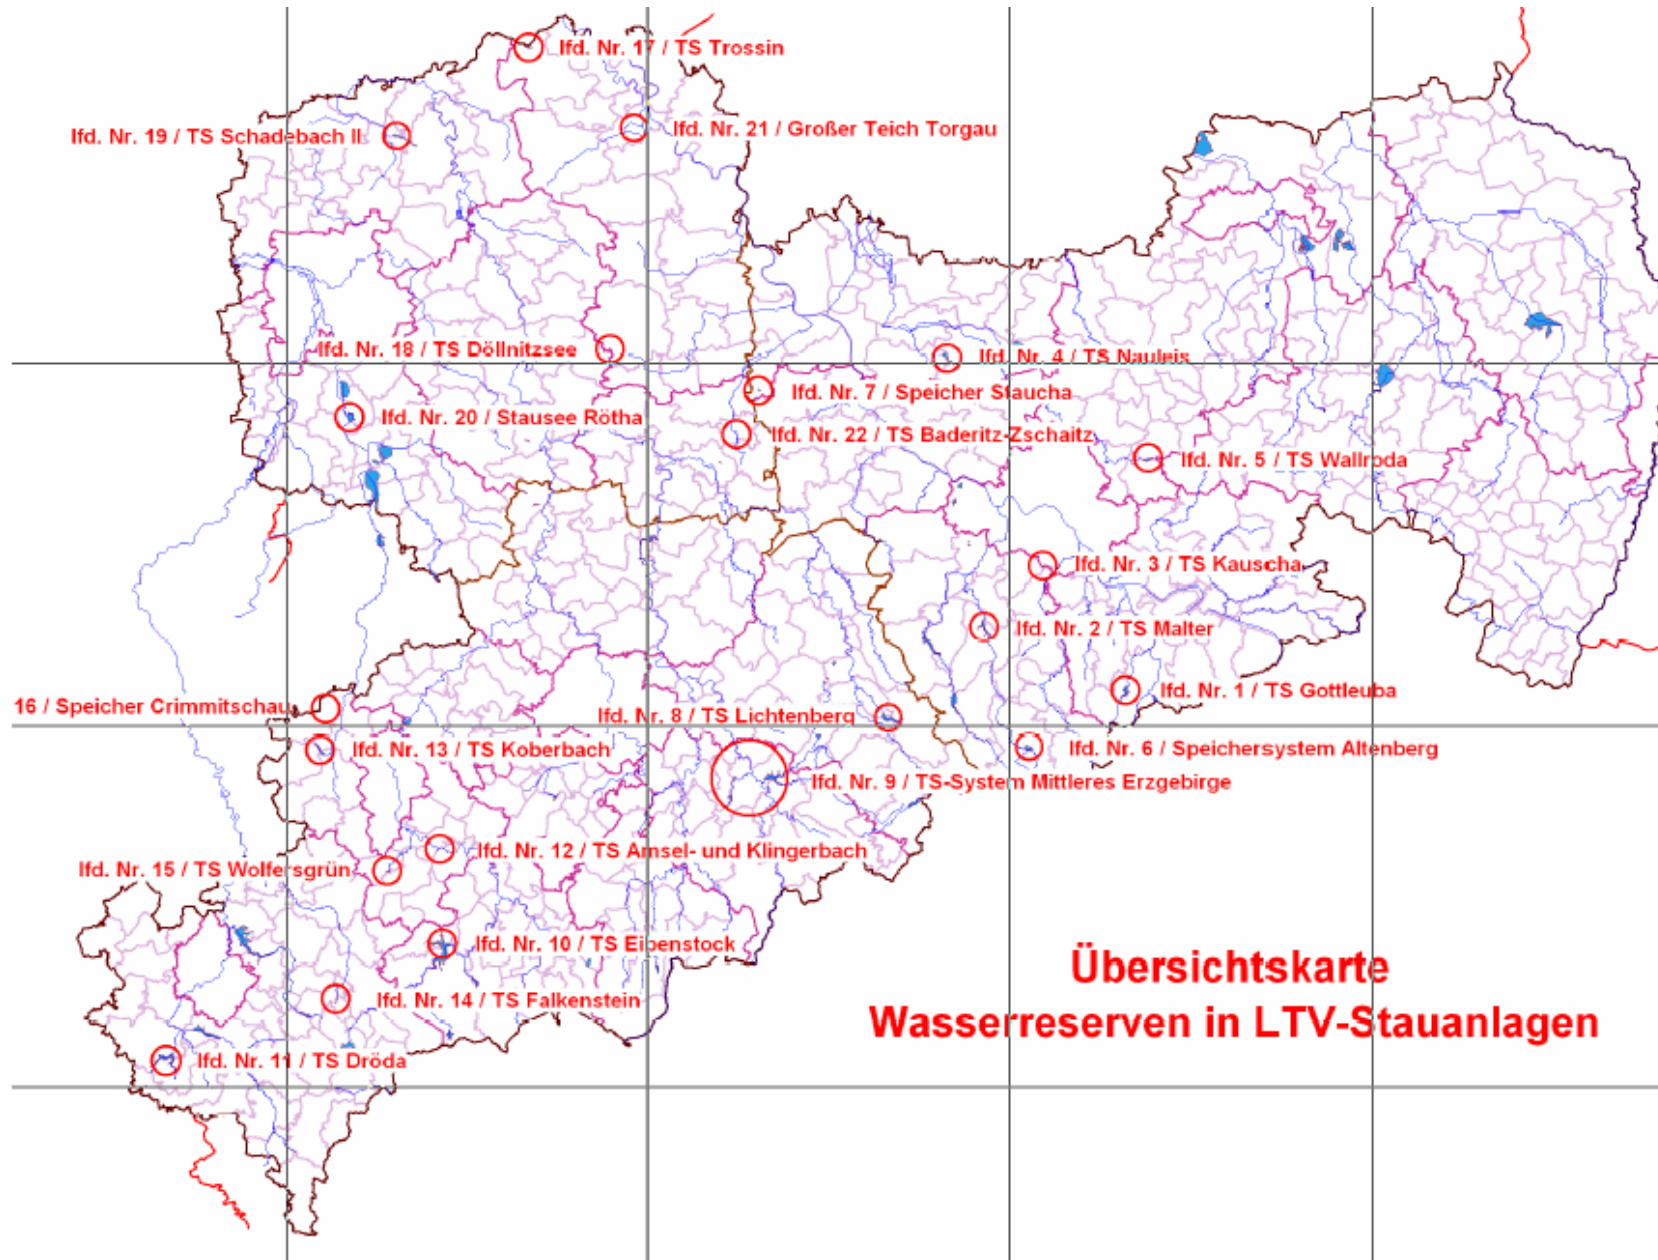 lfd. Nr. 17 / TS Trossin
lfd. Nr. 19 / TS Schadebach II
lfd. Nr. 21 / Großer Teich Torgau
lfd. Nr. 18 / TS Döllnitzsee
lfd. Nr. 4 / TS Nauleis
lfd. Nr. 7 / Speicher Staucha
lfd. Nr. 20 / Stausee Rötha
lfd. Nr. 22 / TS Baderitz-Zschaitz
lfd. Nr. 5 / TS Wallroda
lfd. Nr. 3 / TS Kauscha
lfd. Nr. 2 / TS Malter
lfd. Nr. 1 / TS Gottleuba
16 / Speicher Crimmitschau
lfd. Nr. 8 / TS Lichtenberg
lfd. Nr. 13 / TS Koberbach
lfd. Nr. 6 / Speichersystem Altenberg
lfd. Nr. 9 / TS-System Mittleres Erzgebirge
lfd. Nr. 12 / TS Amsel- und Klingerbach
lfd. Nr. 15 / TS Wolfersgrün
lfd. Nr. 10 / TS Eibenstock
lfd. Nr. 14 / TS Falkenstein
lfd. Nr. 11 / TS Dröda
Übersichtskarte
Wasserreserven in LTV-Stauanlagen